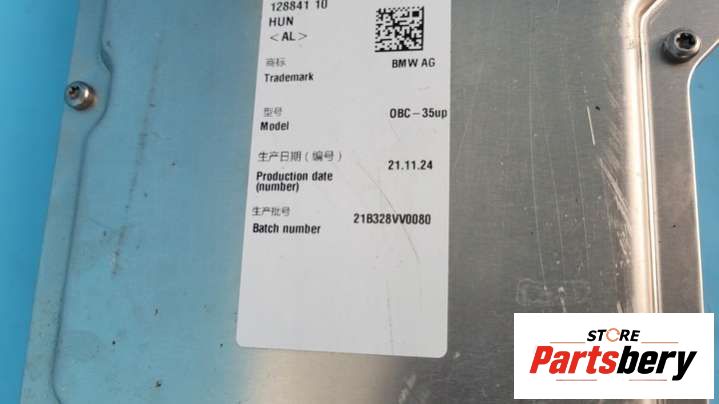 128841 10
HUN
<AL>
商标
Trademark
BMW AG
型号
Model
OBC-35up
生产日期(编号)
Production date
(number)
21.11.24
生产批号
Batch number
21B328VV0080
STORE
Partsbery